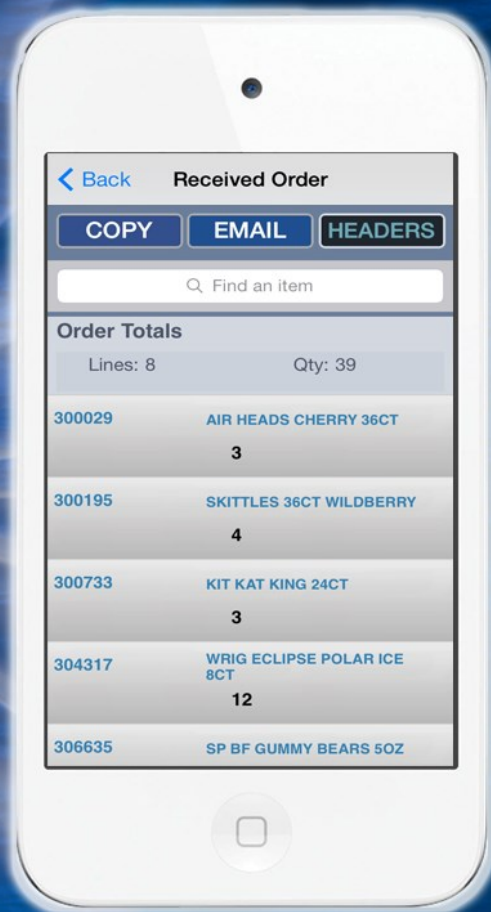 Back Received Order
COPY EMAIL HEADERS
Find an item
Order Totals
Lines: 8 Qty: 39
300029 AIR HEADS CHERRY 36CT
3
300195 SKITTLES 36CT WILDBERRY
4
300733 KIT KAT KING 24CT
3
304317 WRIG ECLIPSE POLAR ICE
8CT
12
306635 SP BF GUMMY BEARS 5OZ